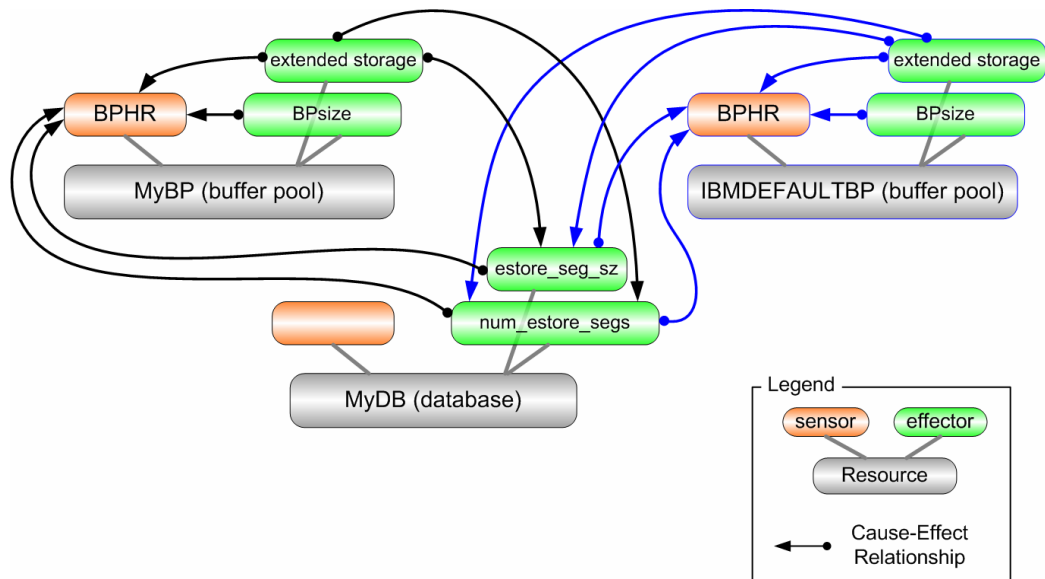 extended storage
BPHR
BPsize
MyBP (buffer pool)
extended storage
BPHR
BPsize
IBMDEFAULTBP (buffer pool)
estore_seg_sz
num_estore_segs
MyDB (database)
Legend
sensor
effector
Resource
Cause-Effect
Relationship